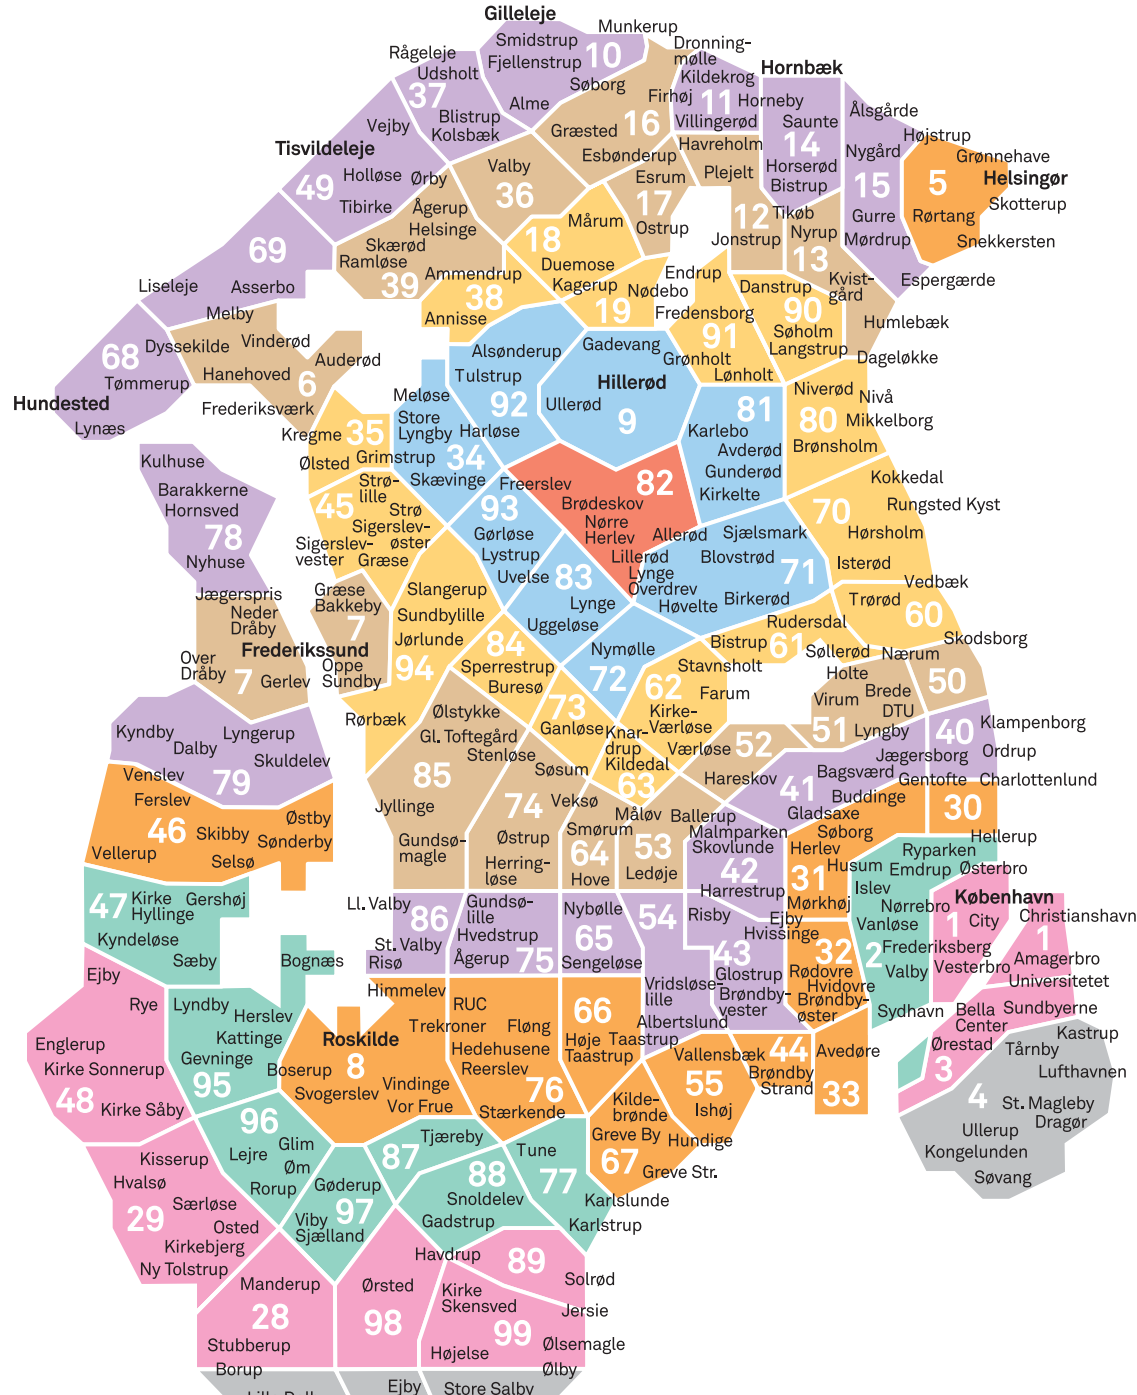 Gilleleje
Munkerup
Smidstrup
Fjellenstrup
10
Dronning-
mølle
Rågeleje
Udsholt
37
Søborg
Kildekrog
Hornbæk
Firhøj
11
Horneby
Alme
Blistrup
Kolsbæk
Villingerød
Saunte
Ålsgårde
Vejby
Græsted
16
Havreholm
14
Højstrup
Tisvildeleje
Esbønderup
Nygård
Grønnehave
Valby
Esrum
Plejelt
Horserød
Bistrup
15
5
Helsingør
Holløse
Ørby
49
36
17
Skotterup
Tibirke
Ågerup
Helsinge
Mårum
Ostrup
12
Tikøb
Gurre
Rørtang
Skærød
Ramløse
18
Jonstrup
Nyrup
Mørdrup
Snekkersten
69
39
Ammendrup
Duemose
13
Liseleje
Asserbo
38
Kagerup
Nødebo
Endrup
Danstrup
Kvist-
gård
Espergærde
Melby
Annisse
19
Fredensborg
90
Humlebæk
Dyssekilde
Vinderød
Auderød
Alsønderup
Gadevang
91
Søholm
Langstrup
68
Hanehoved
6
Tulstrup
Grønholt
Dageløkke
Tømmerup
Hillerød
Lønholt
Hundested
Frederiksværk
Meløse
92
Ullerød
9
81
Niverød
Nivå
Lynæs
Kregme
35
Store
Lyngby
Harløse
Karlebo
80
Mikkelborg
Ølsted
Grimstrup
34
Avderød
Brønsholm
Kulhuse
Strø-
lille
Skævinge
Freerslev
82
Gunderød
Kokkedal
Barakkerne
Hornsved
45
Strø
93
Brødeskov
Kirkelte
70
Rungsted Kyst
78
Sigerslev-
øster
Gørløse
Nørre
Herlev
Allerød
Sjælsmark
Hørsholm
Sigerslev-
vester
Græse
Lystrup
Lillerød
Blovstrød
71
Isterød
Nyhuse
Uvelse
83
Lynge
Overdrev
Vedbæk
Jægerspris
Græse
Bakkeby
Slangerup
Lynge
Høvelte
Birkerød
Trørød
60
Neder
Dråby
7
Sundbylille
Uggeløse
Rudersdal
Frederikssund
Jørlunde
84
Nymølle
Bistrup
61
Søllerød
Skodsborg
Over
Dråby
7
Gerlev
Oppe
Sundby
94
Sperrestrup
72
Stavnsholt
Nærum
Buresø
62
Holte
50
Rørbæk
Ølstykke
73
Farum
Virum
Brede
Kyndby
Lyngerup
Ganløse
Kirke-
Værløse
DTU
Dalby
Gl. Toftegård
Knar-
drup
51
Lyngby
40
Klampenborg
Skuldelev
Stenløse
Værløse
52
Ordrup
Venslev
79
85
Søsum
Kildedal
Jægersborg
Ferslev
63
Hareskov
Bagsværd
Gentofte
Charlottenlund
Jyllinge
74
Veksø
41
Buddinge
30
46
Skibby
Østby
Måløv
Ballerup
Gladsaxe
Sønderby
Østrup
Smørum
Malmparken
Skovlunde
Søborg
Hellerup
Vellerup
Selsø
Gundsø-
magle
53
Herlev
Ryparken
Herring-
løse
64
Ledøje
42
Husum
Emdrup
Østerbro
47
Kirke
Hyllinge
Gershøj
Hove
Harrestrup
31
Islev
København
Ll. Valby
Gundsø-
lille
Nybølle
Mørkhøj
Nørrebro
1
City
Christianshavn
86
54
Risby
Ejby
Vanløse
Kyndeløse
Hvedstrup
65
Hvissinge
1
St. Valby
Frederiksberg
Sæby
Bognæs
Risø
Ågerup
75
Sengeløse
43
32
2
Vesterbro
Amagerbro
Ejby
Glostrup
Rødovre
Valby
Universitetet
Himmelev
Vridsløse-
lille
Hvidovre
Rye
Lyndby
Herslev
RUC
66
Brøndby-
vester
Brøndby-
øster
Sydhavn
Bella
Center
Sundbyerne
Kattinge
Roskilde
Trekroner
Fløng
Albertslund
Kastrup
Englerup
Gevninge
8
Hedehusene
Høje
Taastrup
Taastrup
Vallensbæk
44
Avedøre
Ørestad
Tårnby
Kirke Sonnerup
Boserup
Reerslev
Brøndby
Strand
3
Lufthavnen
95
Svogerslev
Vindinge
76
55
33
4
48
Kirke Såby
Vor Frue
Stærkende
Kilde-
brønde
Ishøj
St. Magleby
96
Dragør
Glim
Tjæreby
Greve By
Hundige
Ullerup
Kisserup
Lejre
87
Tune
67
Kongelunden
Øm
Hvalsø
Gøderup
88
77
Greve Str.
Søvang
Rorup
Særløse
Snoldelev
Karlslunde
29
Osted
Viby
Sjælland
97
Gadstrup
Karlstrup
Kirkebjerg
Havdrup
89
Ny Tolstrup
Manderup
Ørsted
Kirke
Skensved
Solrød
28
98
99
Jersie
Stubberup
Højelse
Ølsemagle
Borup
Ølby
Ejby
Store Salby